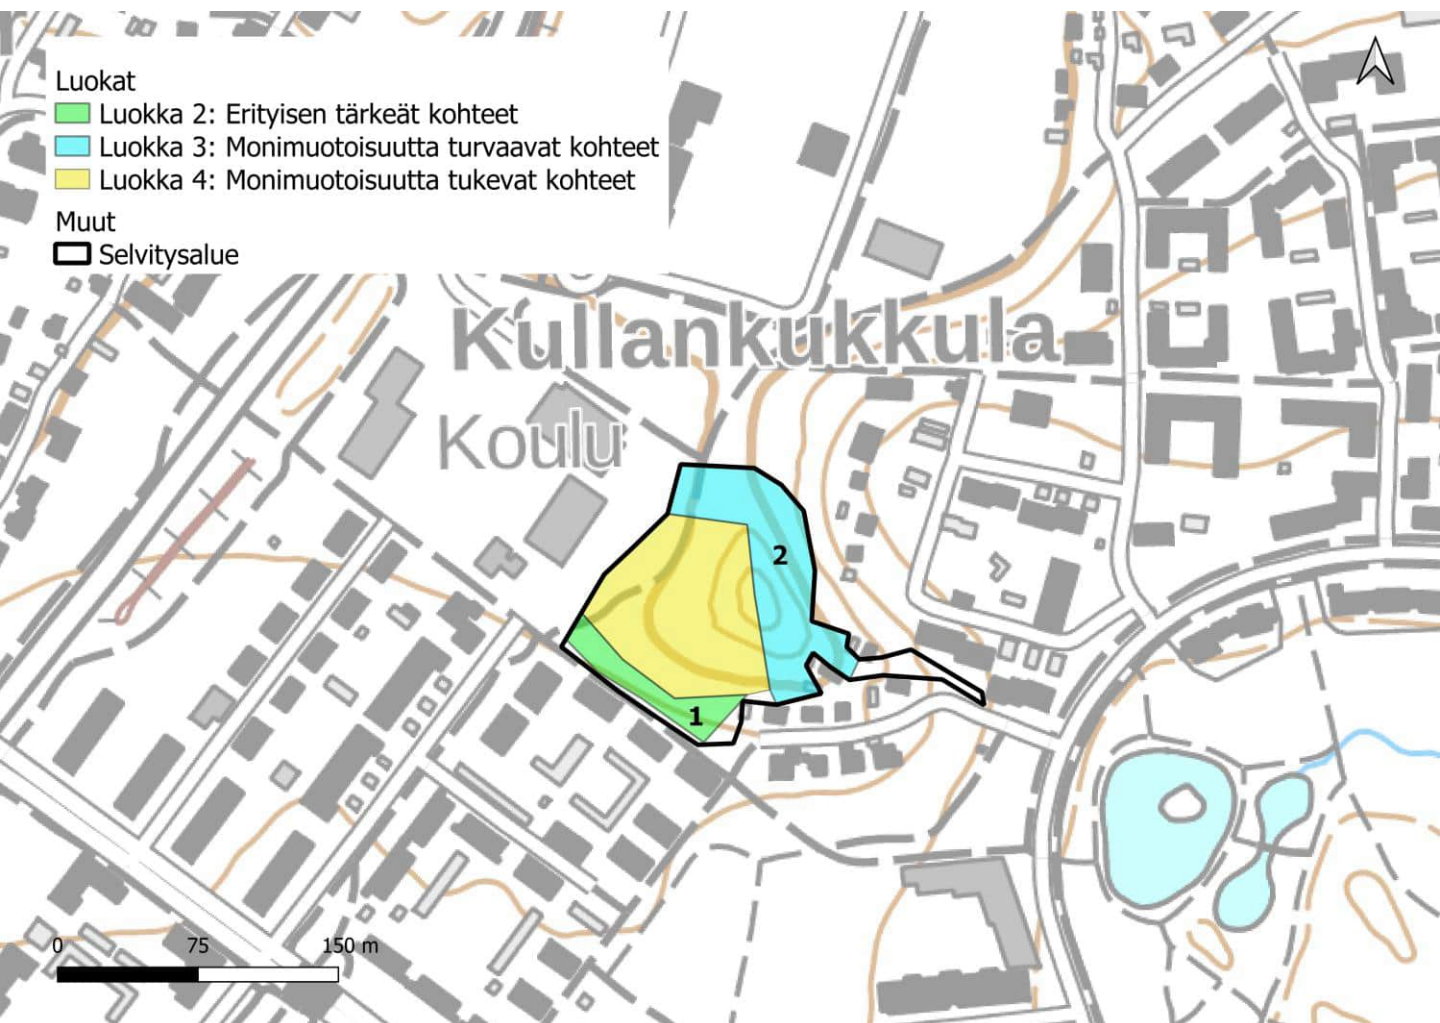 Luokat
Luokka 2: Erityisen tärkeät kohteet
Luokka 3: Monimuotoisuutta turvaavat kohteet
Luokka 4: Monimuotoisuutta tukevat kohteet
Muut
Selvitysalue
Kullankukkula
Koulu
2
1
0 75 150 m